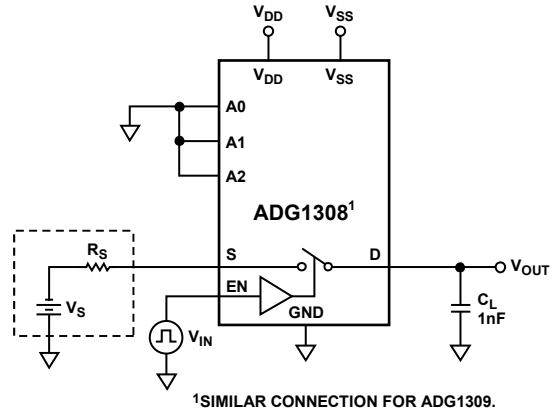 VDD VSS
VDD VSS
A0
A1
A2
ADG1308¹
RS S D
VOUT
EN
VS
GND
CL
1nF
VIN
¹SIMILAR CONNECTION FOR ADG1309.